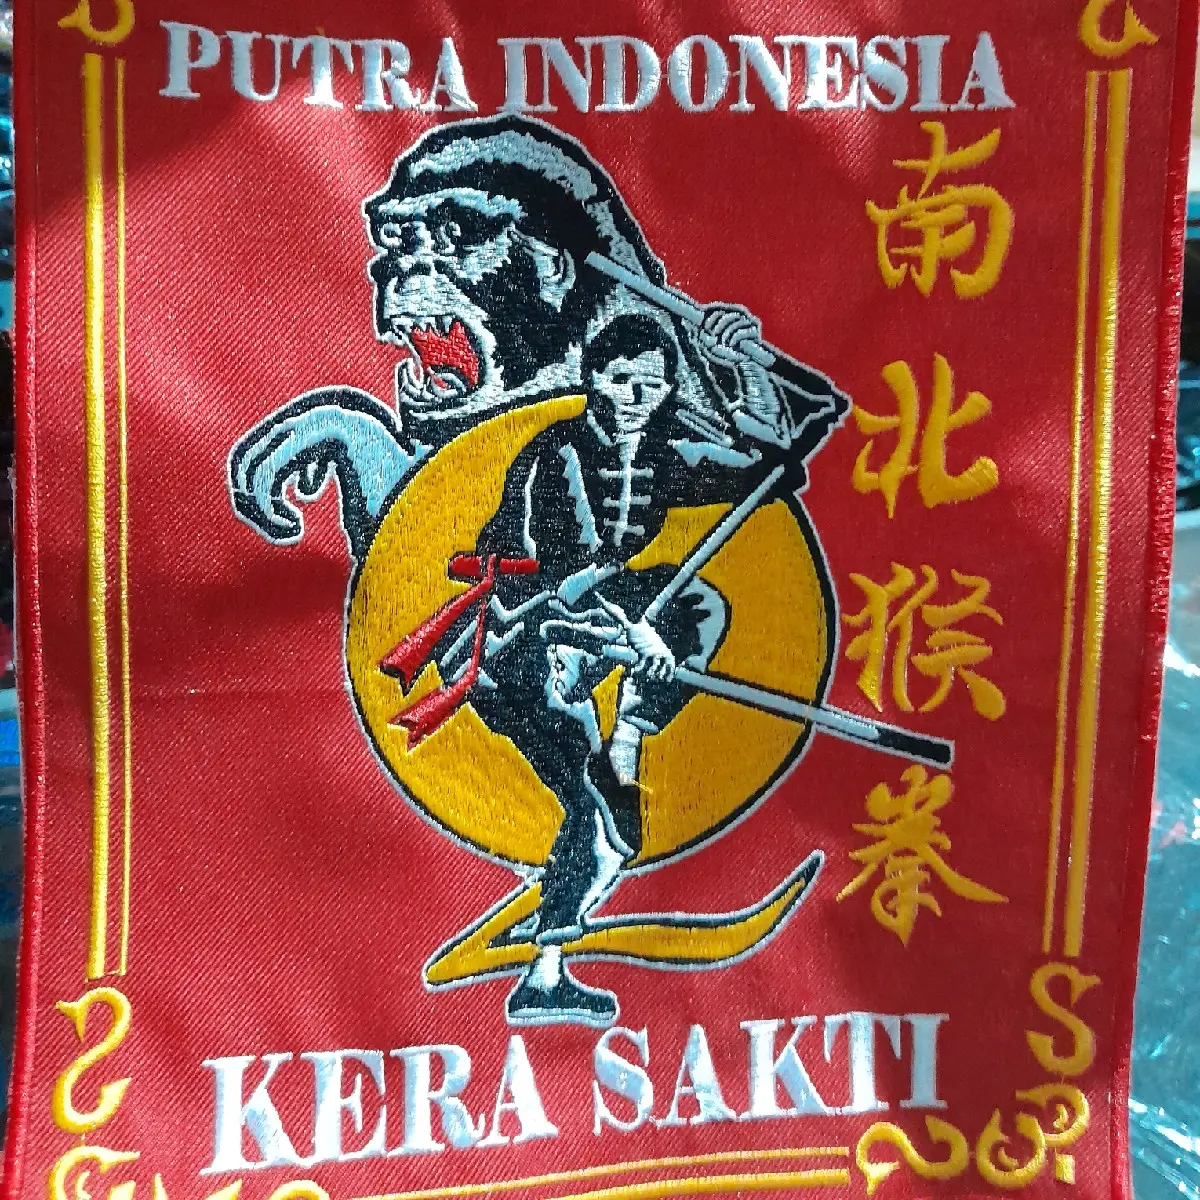 PUTRA INDONESIA
南北猴拳
KERA SAKTI